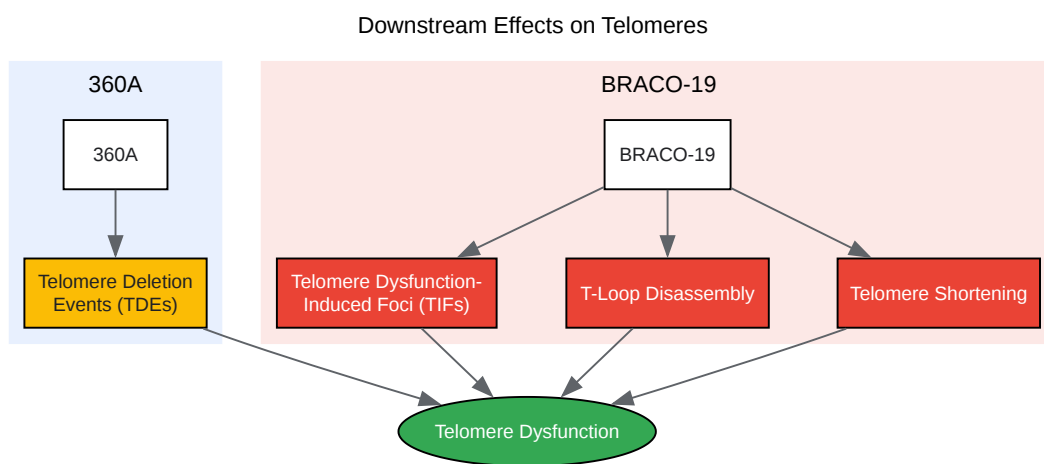 Downstream Effects on Telomeres
360A
BRACO-19
360A
BRACO-19
Telomere Deletion
Events (TDEs)
Telomere Dysfunction-
Induced Foci (TIFs)
T-Loop Disassembly
Telomere Shortening
Telomere Dysfunction